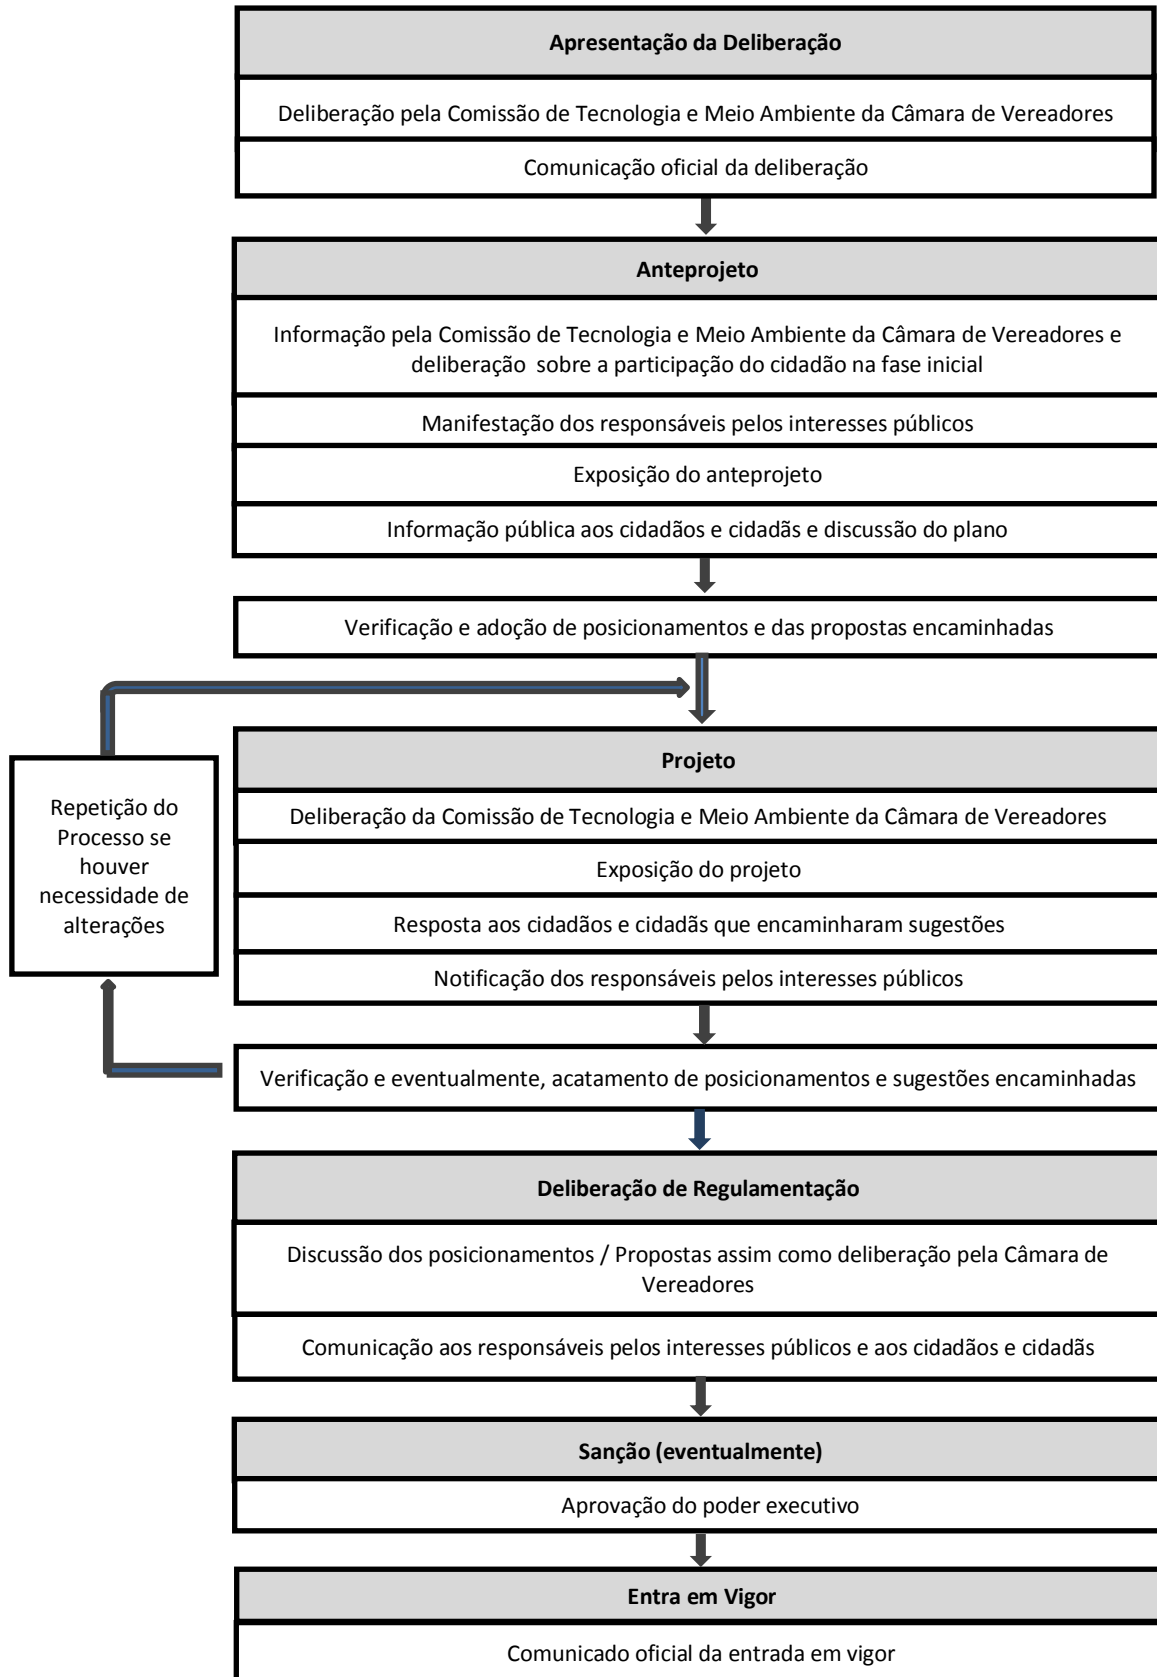 Apresentação da Deliberação
Deliberação pela Comissão de Tecnologia e Meio Ambiente da Câmara de Vereadores
Comunicação oficial da deliberação
Anteprojeto
Informação pela Comissão de Tecnologia e Meio Ambiente da Câmara de Vereadores e
deliberação sobre a participação do cidadão na fase inicial
Manifestação dos responsáveis pelos interesses públicos
Exposição do anteprojeto
Informação pública aos cidadãos e cidadãs e discussão do plano
Verificação e adoção de posicionamentos e das propostas encaminhadas
Projeto
Deliberação da Comissão de Tecnologia e Meio Ambiente da Câmara de Vereadores
Exposição do projeto
Resposta aos cidadãos e cidadãs que encaminharam sugestões
Notificação dos responsáveis pelos interesses públicos
Repetição do
Processo se
houver
necessidade de
alterações
Verificação e eventualmente, acatamento de posicionamentos e sugestões encaminhadas
Deliberação de Regulamentação
Discussão dos posicionamentos / Propostas assim como deliberação pela Câmara de
Vereadores
Comunicação aos responsáveis pelos interesses públicos e aos cidadãos e cidadãs
Sanção (eventualmente)
Aprovação do poder executivo
Entra em Vigor
Comunicado oficial da entrada em vigor